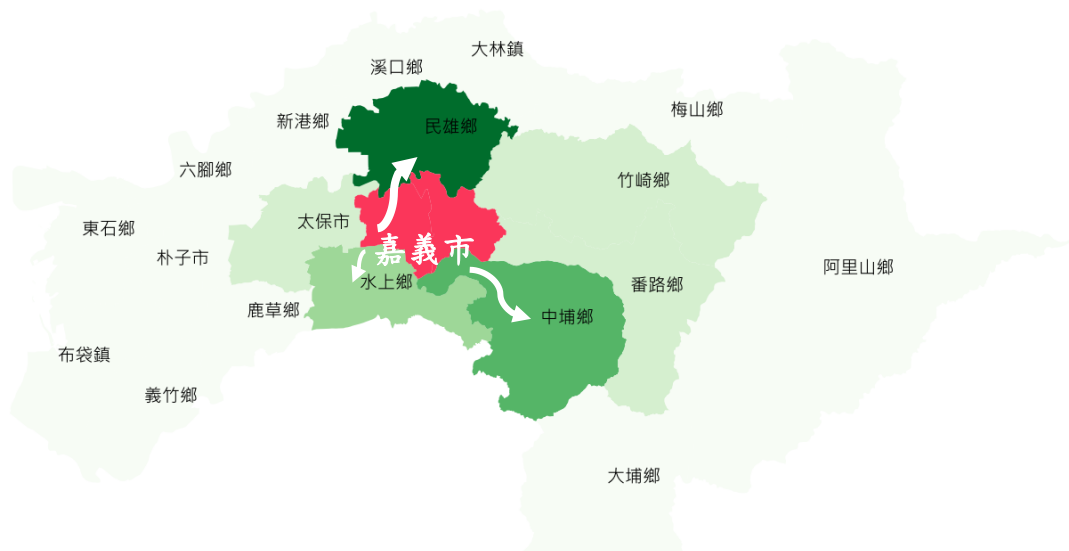 大林鎮
溪口鄉
梅山鄉
新港鄉
民雄鄉
六腳鄉
竹崎鄉
太保市
東石鄉
嘉義市
朴子市
阿里山鄉
水上鄉
番路鄉
鹿草鄉
中埔鄉
布袋鎮
義竹鄉
大埔鄉